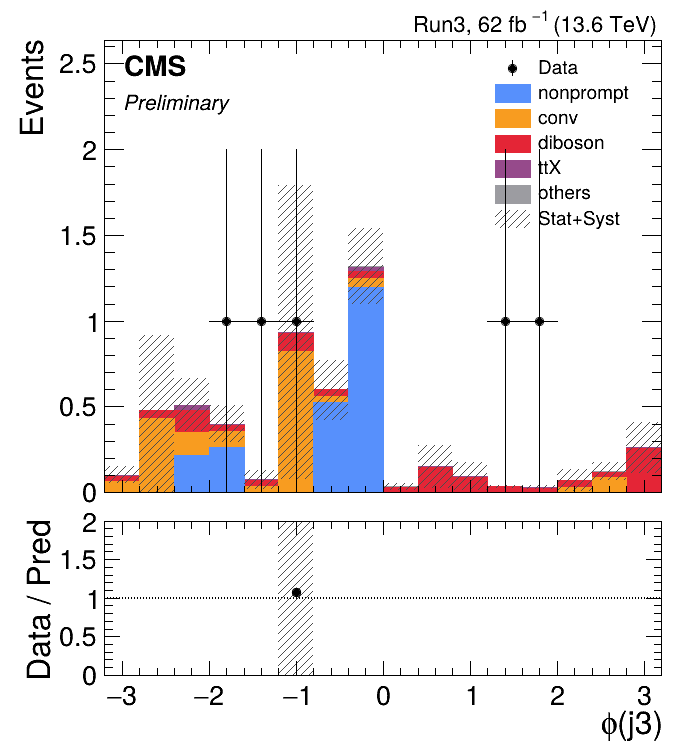 Run3, 62 fb⁻¹ (13.6 TeV)
CMS
Preliminary
Events
2.5
2
1.5
1
0.5
0
Data
nonprompt
conv
diboson
ttX
others
Stat+Syst
Data / Pred
2
1.5
1
0.5
0
−3 −2 −1 0 1 2 3
ϕ(j3)